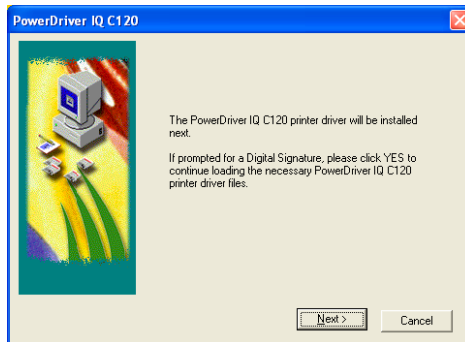 PowerDriver IQ C120
The PowerDriver IQ C120 printer driver will be installed
next.
If prompted for a Digital Signature, please click YES to
continue loading the necessary PowerDriver IQ C120
printer driver files.
Next >
Cancel